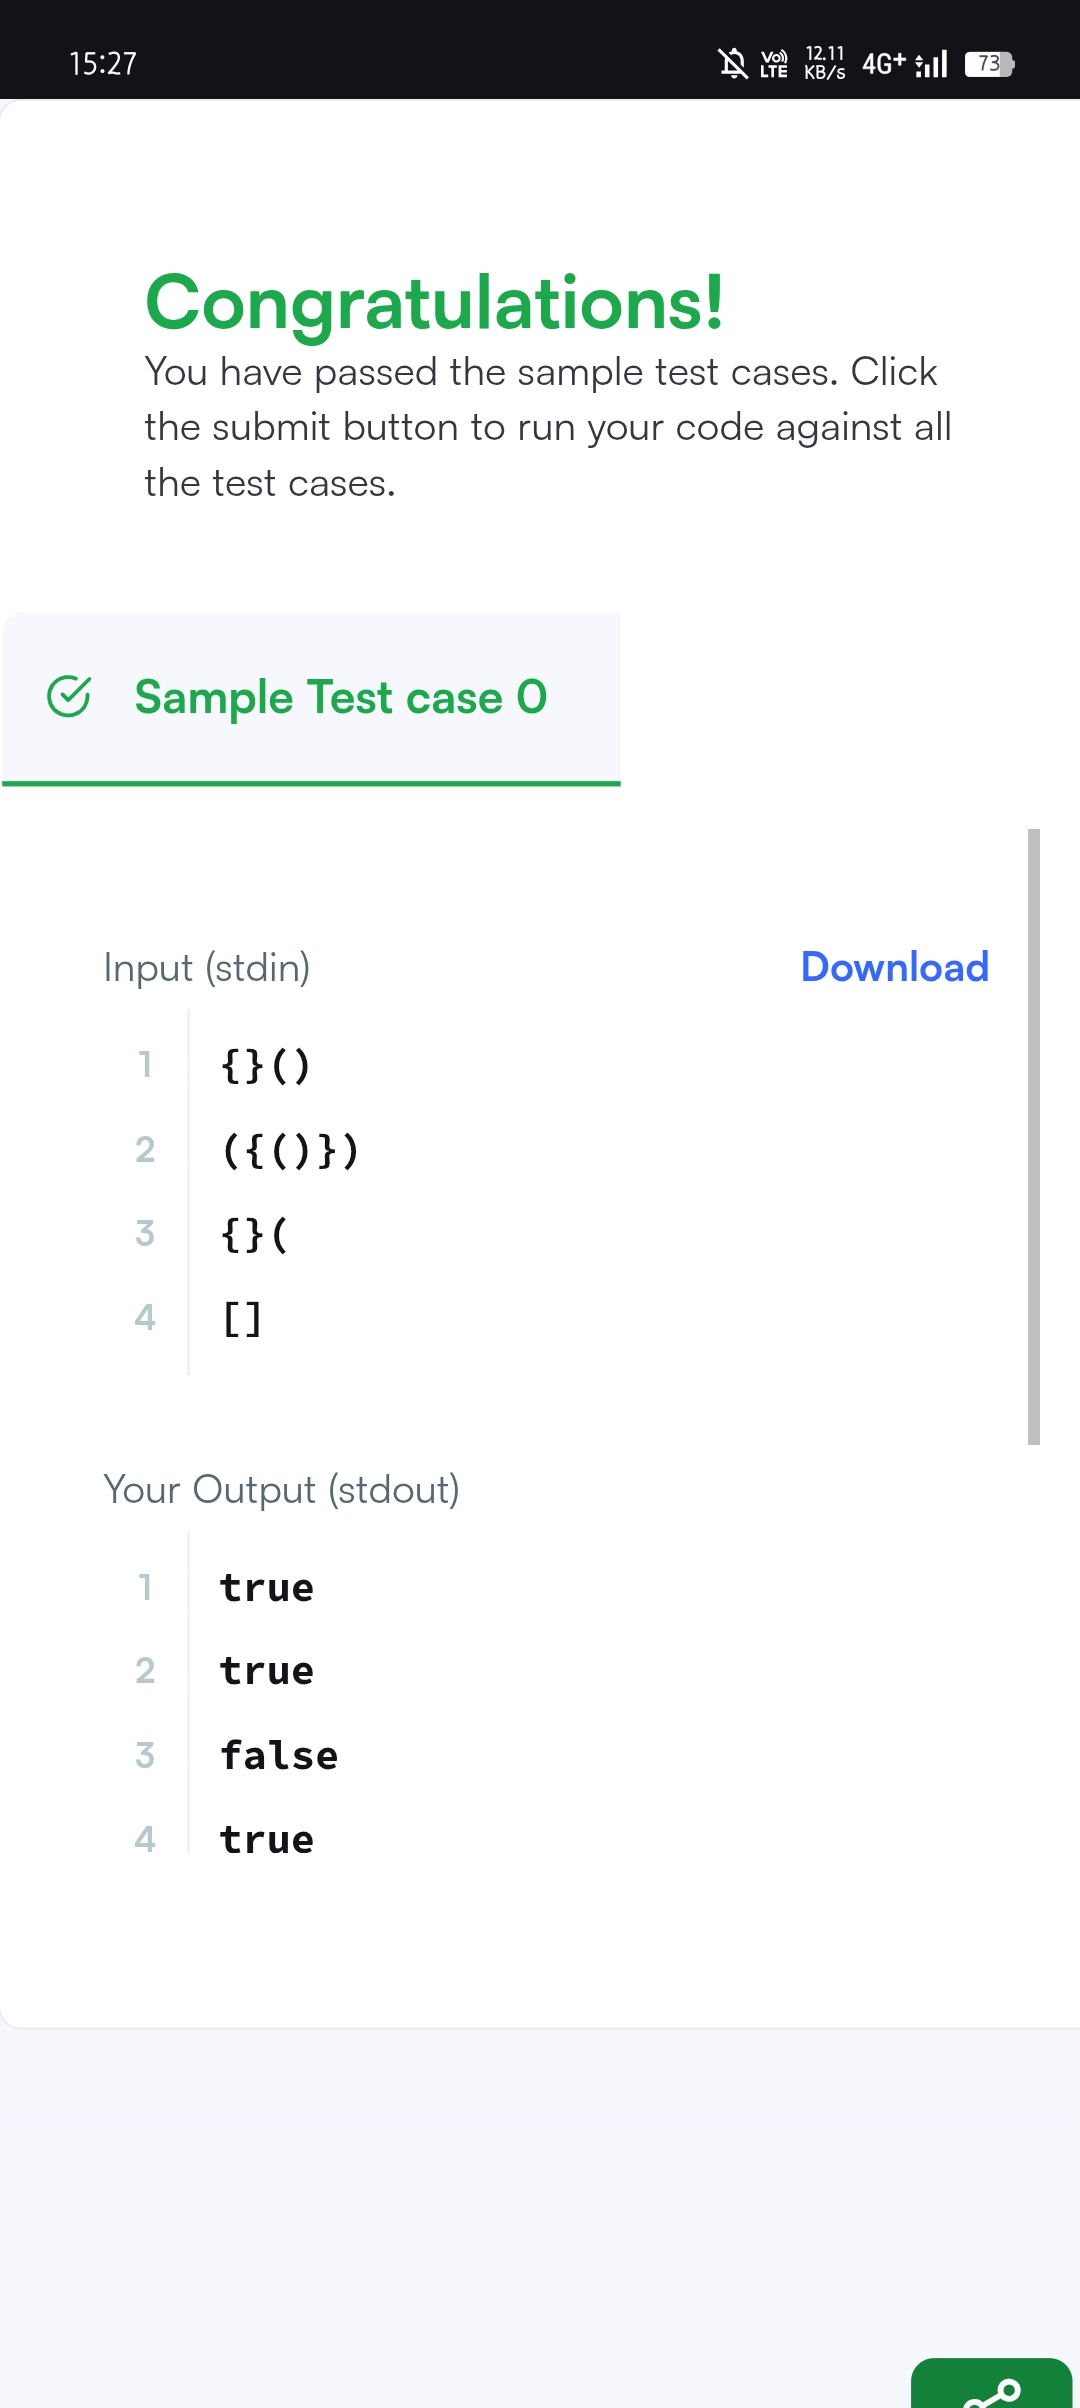 15:27
Vo)) LTE 12.11 KB/s 4G+ 73
Congratulations!
You have passed the sample test cases. Click
the submit button to run your code against all
the test cases.
Sample Test case 0
Input (stdin) Download
1 {}()
2 ({()})
3 {}(
4 []
Your Output (stdout)
1 true
2 true
3 false
4 true